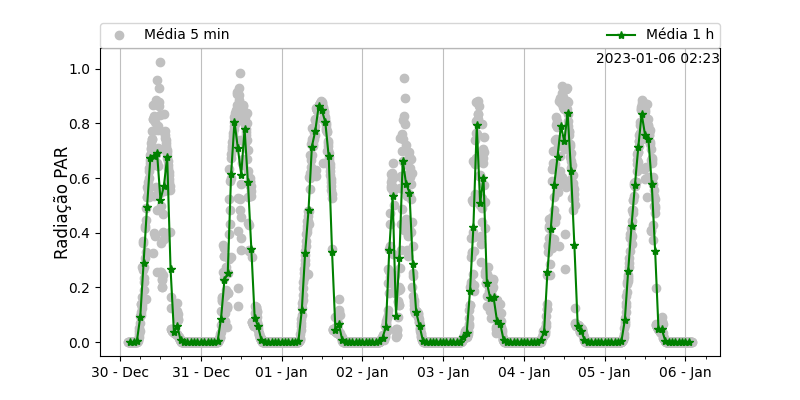 Média 5 min
Média 1 h
2023-01-06 02:23
Radiação PAR
1.0
0.8
0.6
0.4
0.2
0.0
30 - Dec
31 - Dec
01 - Jan
02 - Jan
03 - Jan
04 - Jan
05 - Jan
06 - Jan